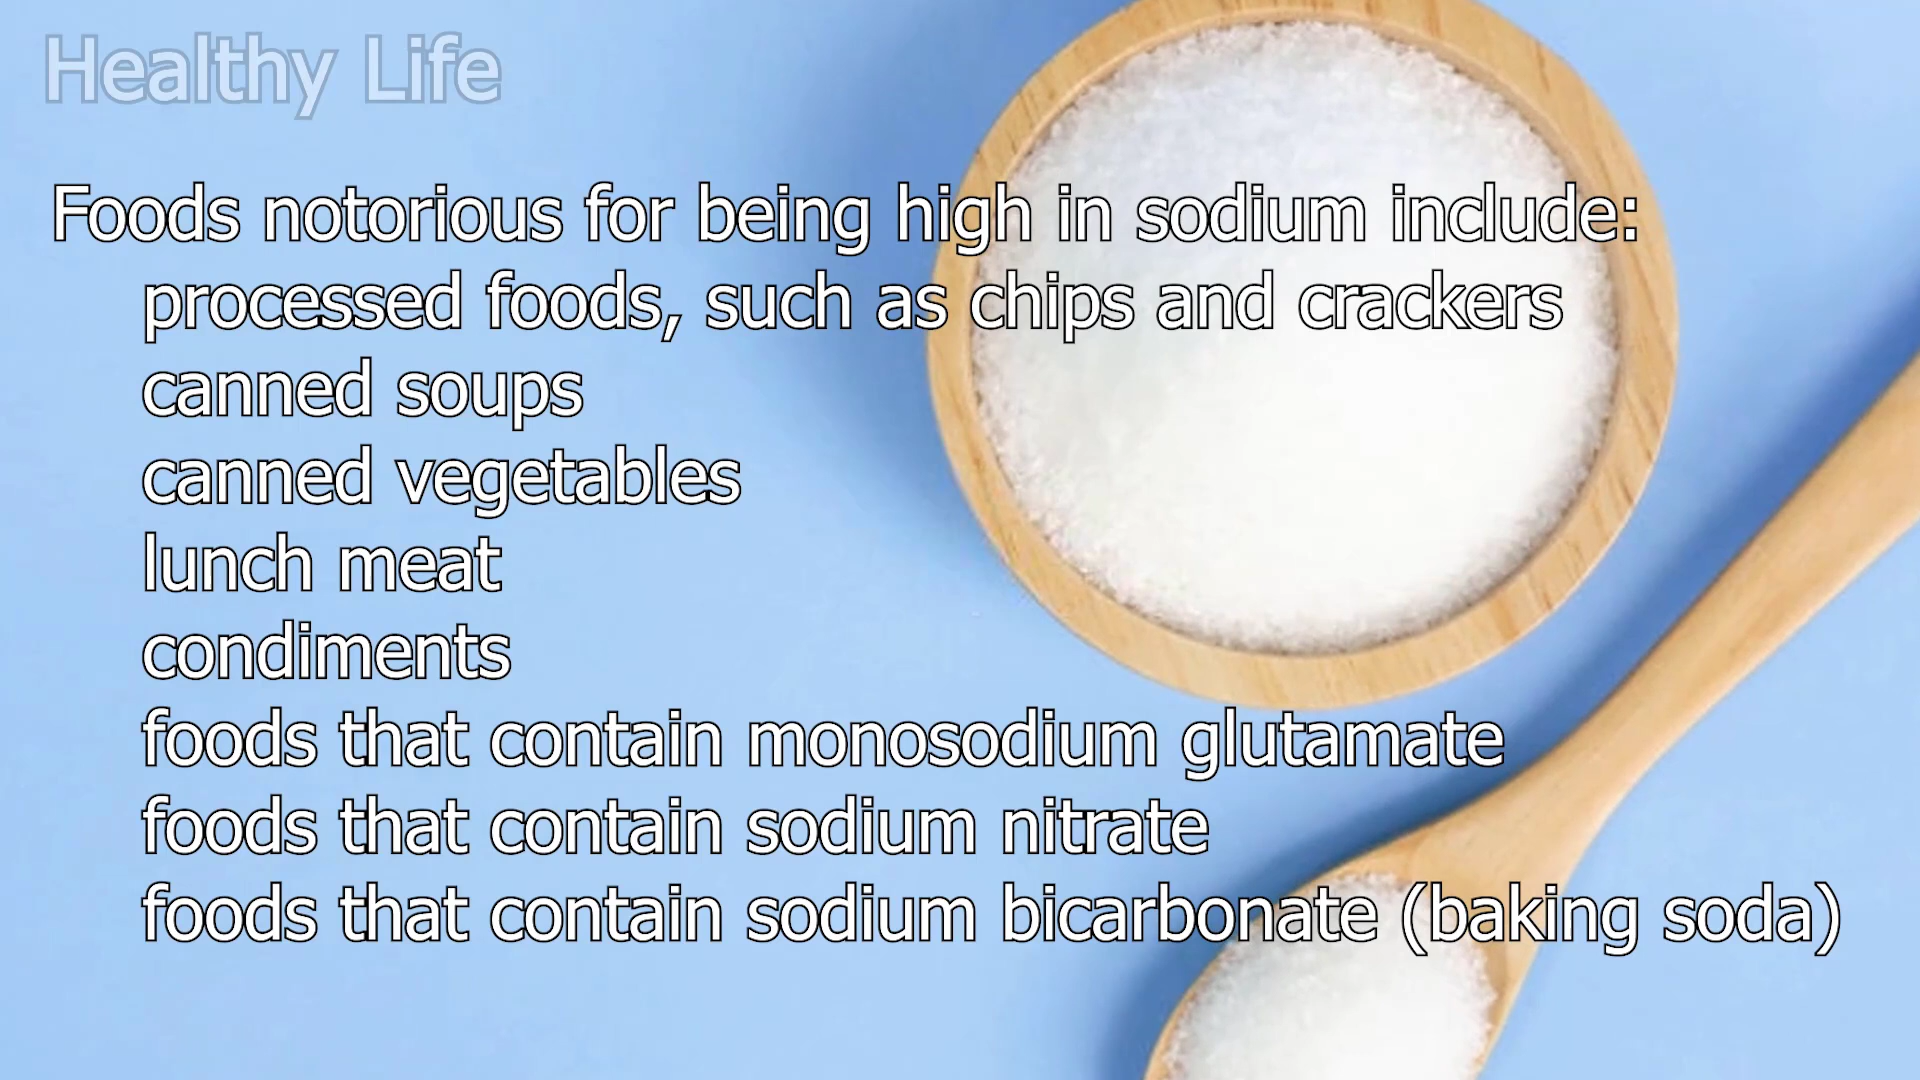 Healthy Life
Foods notorious for being high in sodium include:
processed foods, such as chips and crackers
canned soups
canned vegetables
lunch meat
condiments
foods that contain monosodium glutamate
foods that contain sodium nitrate
foods that contain sodium bicarbonate (baking soda)